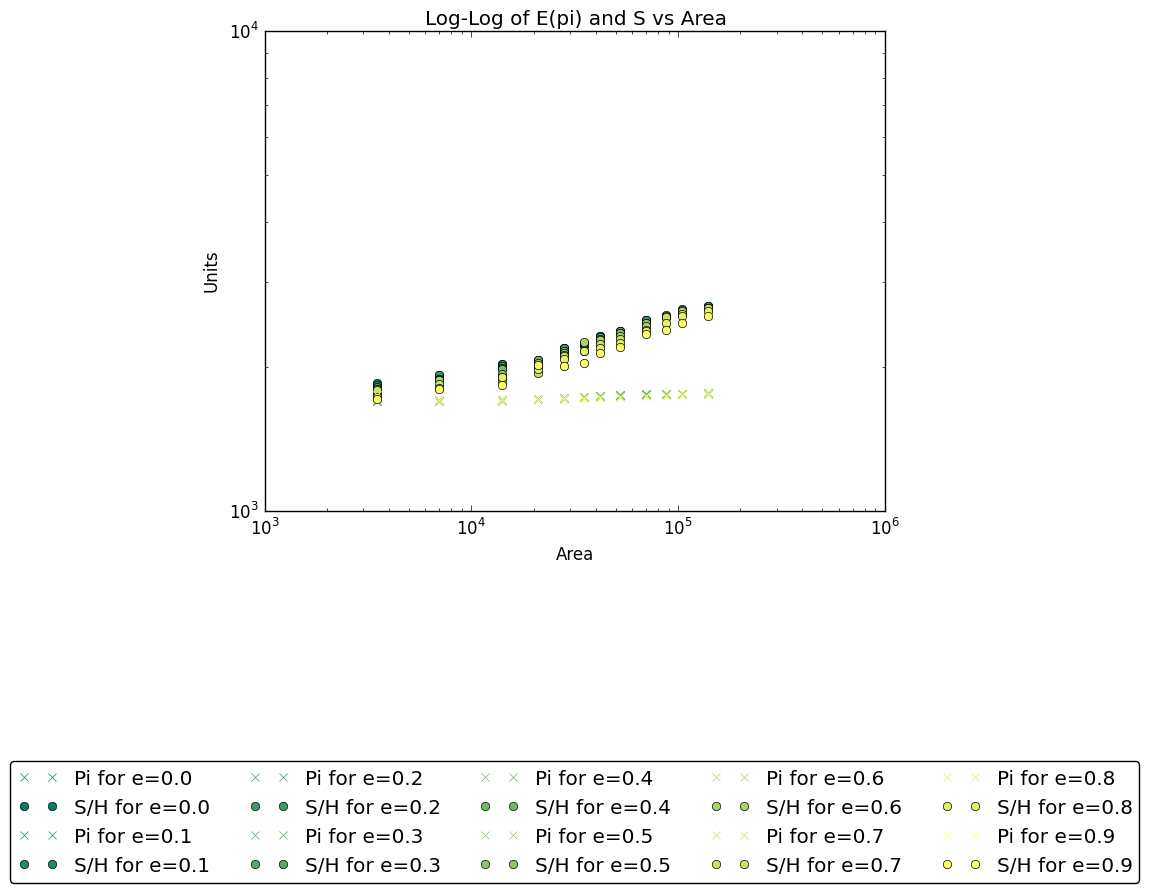 Log-Log of E(pi) and S vs Area
10^4
Units
10^3
10^3 10^4 10^5 10^6
Area
Pi for e=0.0 Pi for e=0.2 Pi for e=0.4 Pi for e=0.6 Pi for e=0.8
S/H for e=0.0 S/H for e=0.2 S/H for e=0.4 S/H for e=0.6 S/H for e=0.8
Pi for e=0.1 Pi for e=0.3 Pi for e=0.5 Pi for e=0.7 Pi for e=0.9
S/H for e=0.1 S/H for e=0.3 S/H for e=0.5 S/H for e=0.7 S/H for e=0.9